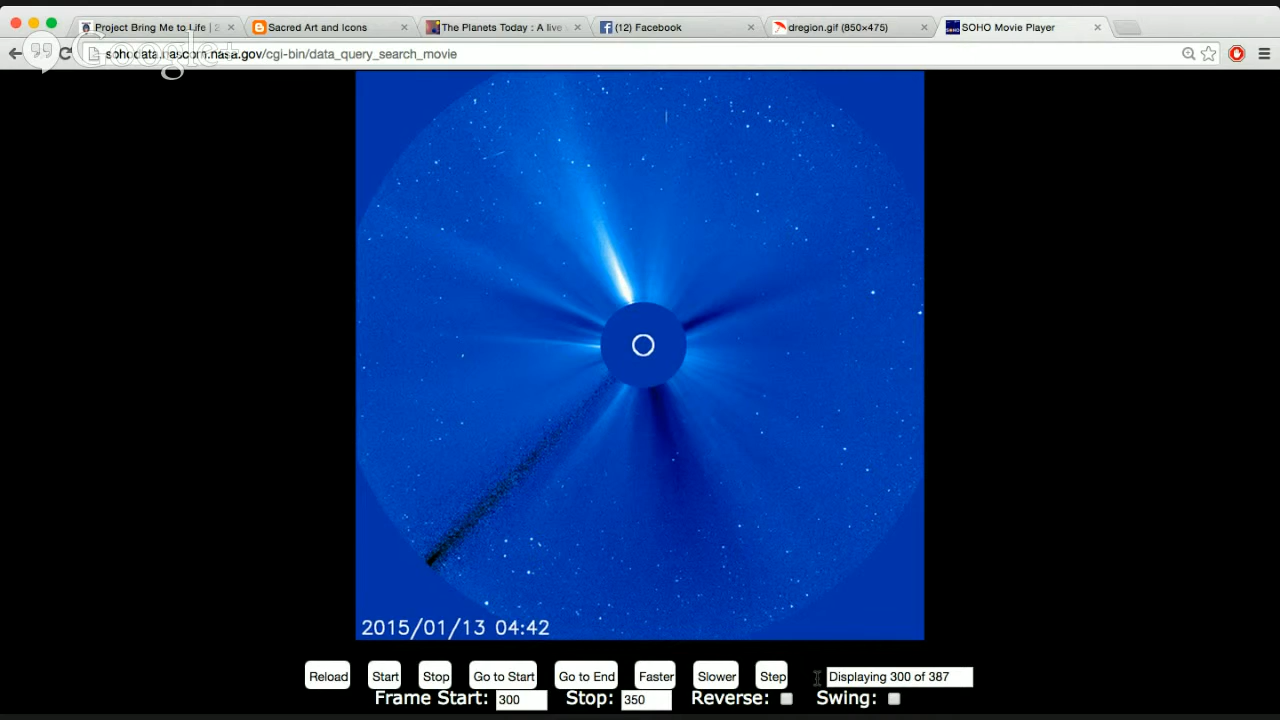 Project Bring Me to Life | 2
Sacred Art and Icons
The Planets Today : A live
(12) Facebook
dregion.gif (850×475)
SOHO Movie Player
Google+
sohodata.nascom.nasa.gov/cgi-bin/data_query_search_movie
2015/01/13 04:42
Reload Start Stop Go to Start Go to End Faster Slower Step Displaying 300 of 387
Frame Start: 300 Stop: 350 Reverse: Swing: